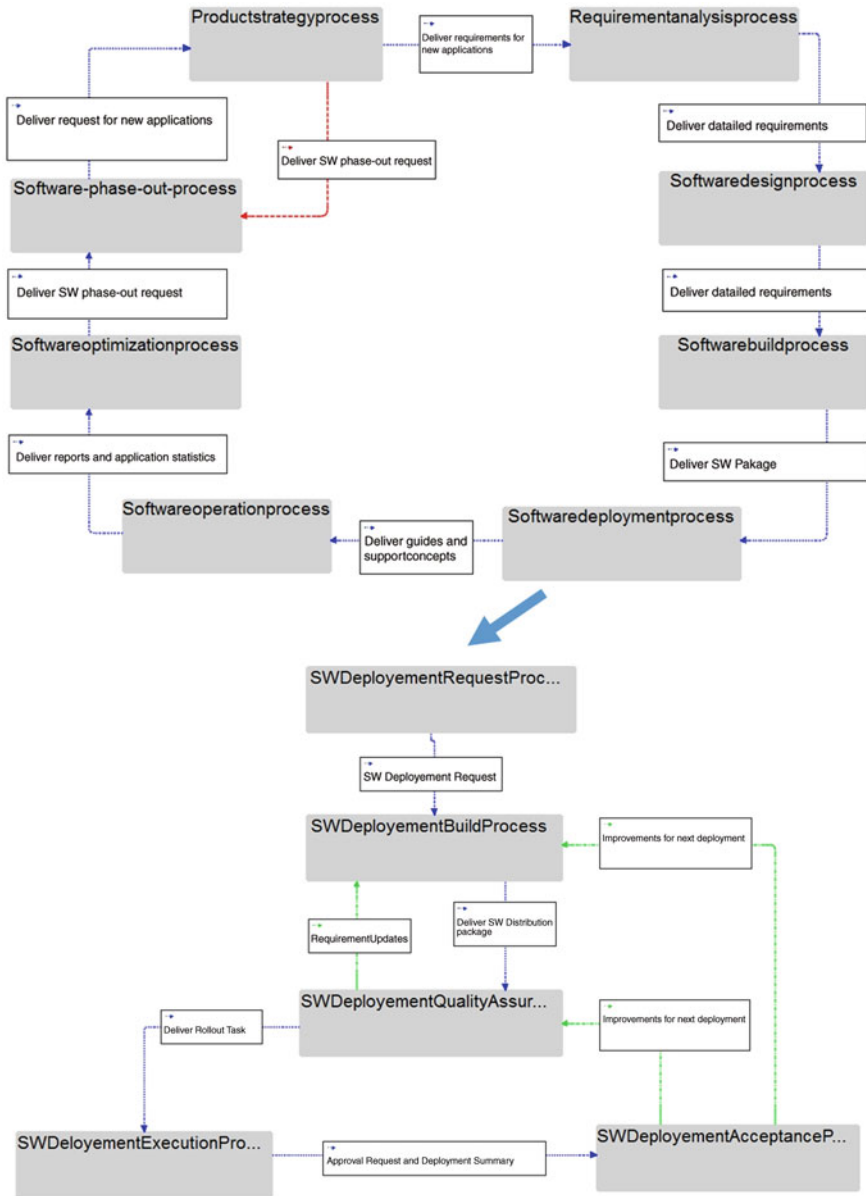 Productstrategyprocess
Deliver requirements for
new applications
Requirementanalysisprocess
Deliver request for new applications
Deliver SW phase-out request
Deliver datailed requirements
Software-phase-out-process
Softwaredesignprocess
Deliver SW phase-out request
Deliver datailed requirements
Softwareoptimizationprocess
Softwarebuildprocess
Deliver reports and application statistics
Deliver SW Pakage
Softwareoperationprocess
Deliver guides and
supportconcepts
Softwaredeploymentprocess
SWDeployementRequestProc...
SW Deployement Request
SWDeployementBuildProcess
Improvements for next deployment
RequirementUpdates
Deliver SW Distribution
package
SWDeployementQualityAssur...
Deliver Rollout Task
Improvements for next deployment
SWDeloyementExecutionPro...
Approval Request and Deployment Summary
SWDeployementAcceptanceP...